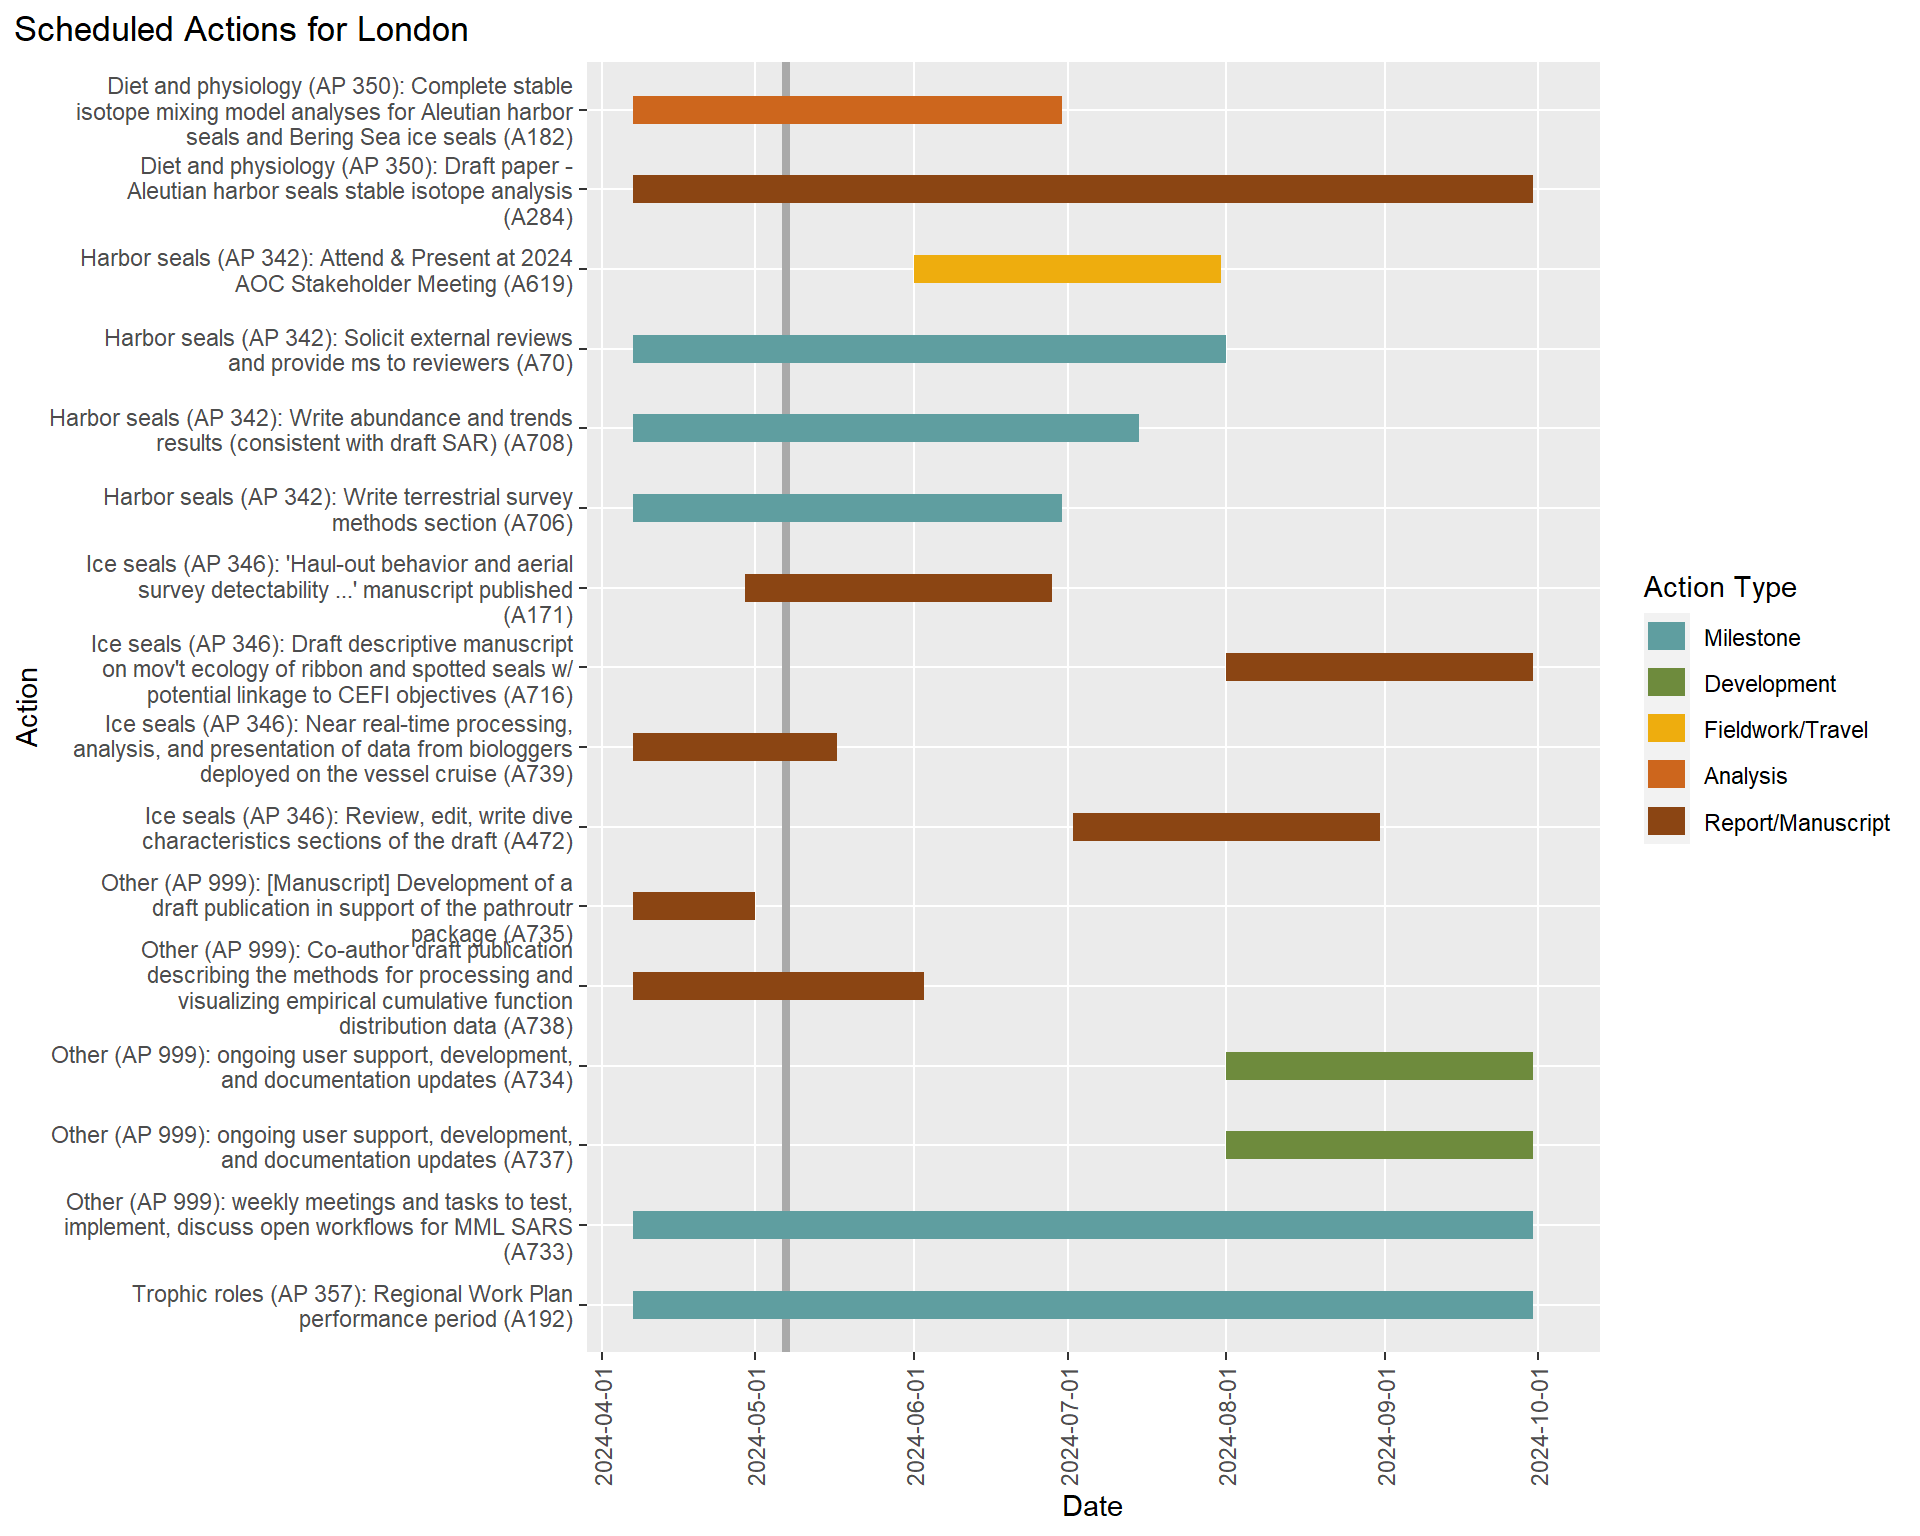 Scheduled Actions for London
Diet and physiology (AP 350): Complete stable
isotope mixing model analyses for Aleutian harbor
seals and Bering Sea ice seals (A182)
Diet and physiology (AP 350): Draft paper -
Aleutian harbor seals stable isotope analysis
(A284)
Harbor seals (AP 342): Attend & Present at 2024
AOC Stakeholder Meeting (A619)
Harbor seals (AP 342): Solicit external reviews
and provide ms to reviewers (A70)
Harbor seals (AP 342): Write abundance and trends
results (consistent with draft SAR) (A708)
Harbor seals (AP 342): Write terrestrial survey
methods section (A706)
Ice seals (AP 346): 'Haul-out behavior and aerial
survey detectability ...' manuscript published
(A171)
Ice seals (AP 346): Draft descriptive manuscript
on mov't ecology of ribbon and spotted seals w/
potential linkage to CEFI objectives (A716)
Ice seals (AP 346): Near real-time processing,
analysis, and presentation of data from biologgers
deployed on the vessel cruise (A739)
Ice seals (AP 346): Review, edit, write dive
characteristics sections of the draft (A472)
Other (AP 999): [Manuscript] Development of a
draft publication in support of the pathroutr
package (A735)
Other (AP 999): Co-author draft publication
describing the methods for processing and
visualizing empirical cumulative function
distribution data (A738)
Other (AP 999): ongoing user support, development,
and documentation updates (A734)
Other (AP 999): ongoing user support, development,
and documentation updates (A737)
Other (AP 999): weekly meetings and tasks to test,
implement, discuss open workflows for MML SARS
(A733)
Trophic roles (AP 357): Regional Work Plan
performance period (A192)
Action
2024-04-01
2024-05-01
2024-06-01
2024-07-01
2024-08-01
2024-09-01
2024-10-01
Date
Action Type
Milestone
Development
Fieldwork/Travel
Analysis
Report/Manuscript